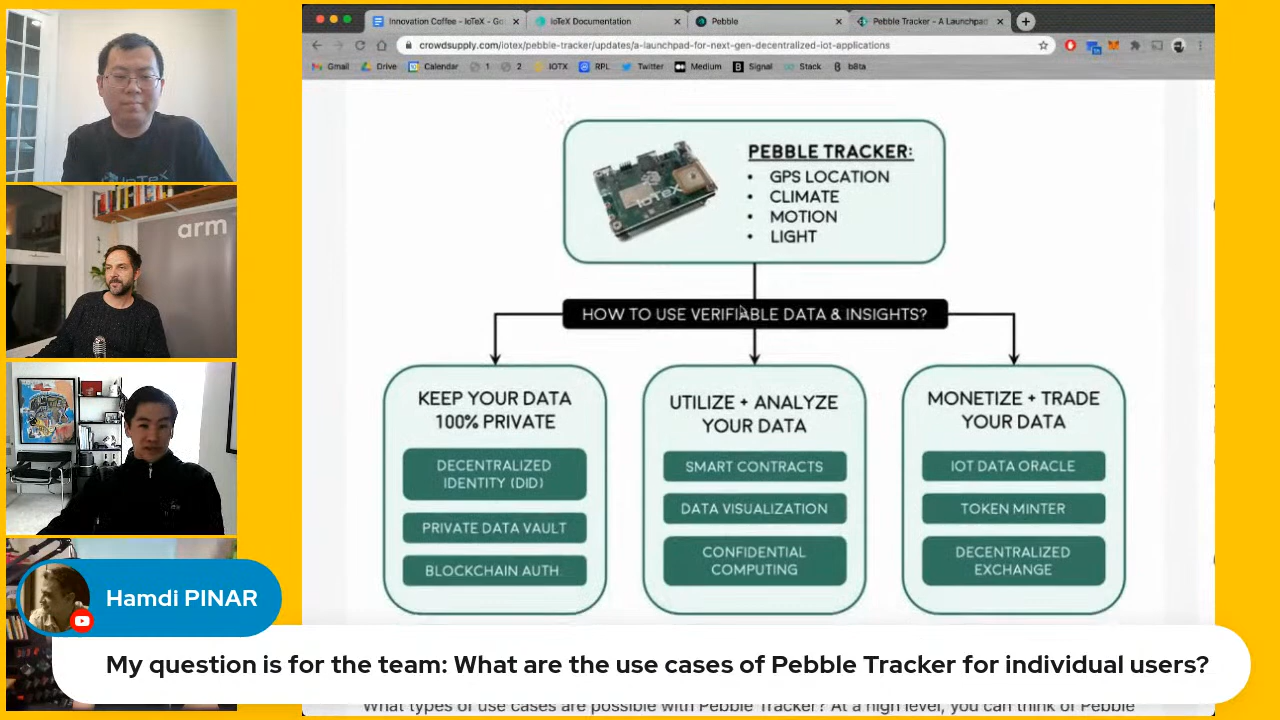 Innovation Coffee - IoTeX - Go
IoTeX Documentation
Pebble
Pebble Tracker - A Launchpad
crowdsupply.com/iotex/pebble-tracker/updates/a-launchpad-for-next-gen-decentralized-iot-applications
Gmail
Drive
Calendar
1
2
IOTX
RPL
Twitter
Medium
Signal
Stack
b8ta
IoTeX
arm
IoTeX
PEBBLE TRACKER:
• GPS LOCATION
• CLIMATE
• MOTION
• LIGHT
HOW TO USE VERIFIABLE DATA & INSIGHTS?
KEEP YOUR DATA
100% PRIVATE
DECENTRALIZED
IDENTITY (DID)
PRIVATE DATA VAULT
BLOCKCHAIN AUTH
UTILIZE + ANALYZE
YOUR DATA
SMART CONTRACTS
DATA VISUALIZATION
CONFIDENTIAL
COMPUTING
MONETIZE + TRADE
YOUR DATA
IOT DATA ORACLE
TOKEN MINTER
DECENTRALIZED
EXCHANGE
Hamdi PINAR
My question is for the team: What are the use cases of Pebble Tracker for individual users?
What types of use cases are possible with Pebble Tracker? At a high level, you can think of Pebble